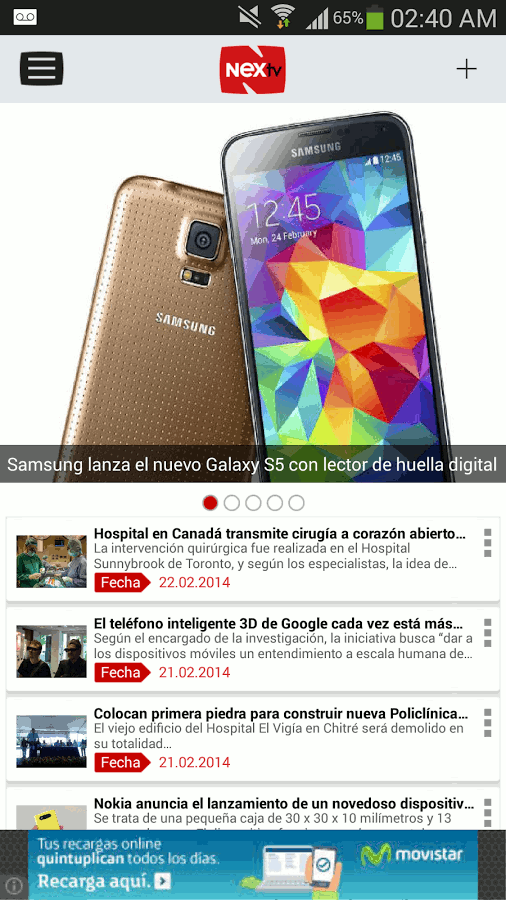 65% 02:40 AM
NEXtv
SAMSUNG
12:45
12:45
Mon, 24 February
SAMSUNG
Samsung lanza el nuevo Galaxy S5 con lector de huella digital
Hospital en Canadá transmite cirugía a corazón abierto...
La intervención quirúrgica fue realizada en el Hospital
Sunnybrook de Toronto, y según los especialistas, la idea de...
Fecha 22.02.2014
El teléfono inteligente 3D de Google cada vez está más...
Según el encargado de la investigación, la iniciativa busca "dar a
los dispositivos móviles un entendimiento a escala humana de...
Fecha 21.02.2014
Colocan primera piedra para construir nueva Policlínica...
El viejo edificio del Hospital El Vigía en Chitré será demolido en
su totalidad...
Fecha 21.02.2014
Nokia anuncia el lanzamiento de un novedoso dispositiv...
Se trata de una pequeña caja de 30 x 30 x 10 milímetros y 13
Tus recargas online
quintuplican todos los días.
Recarga aquí.
movistar